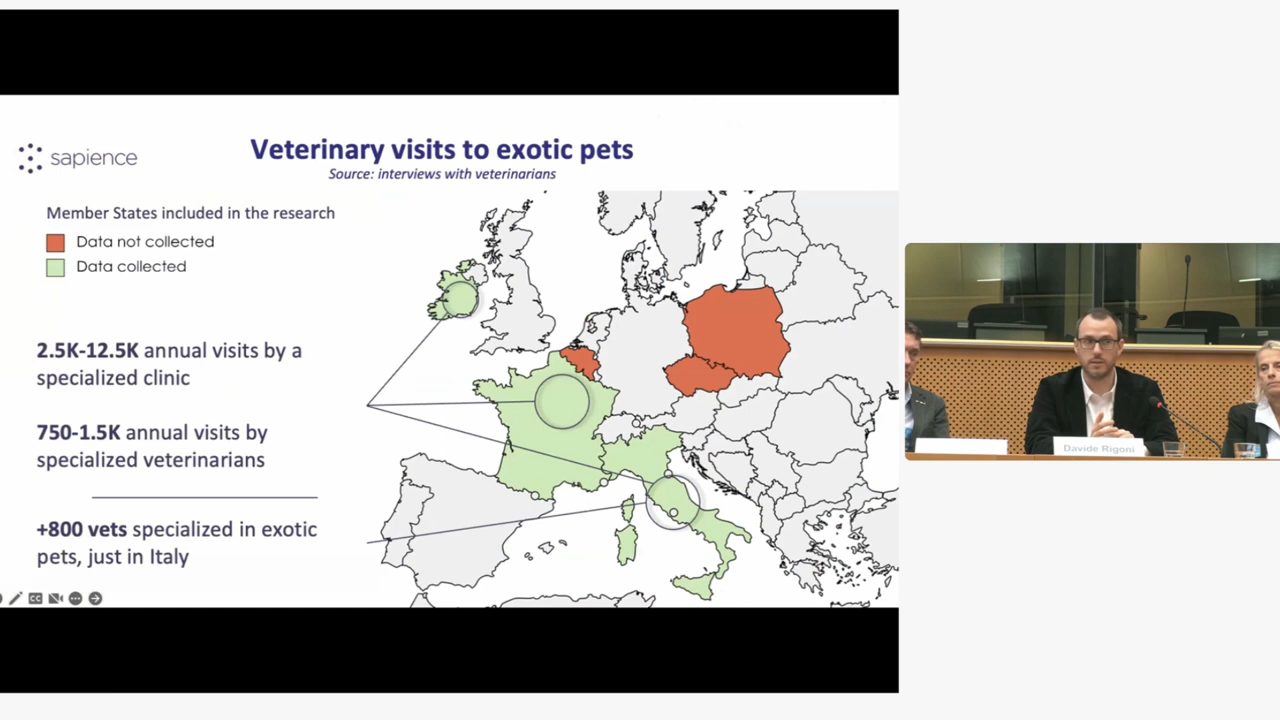 sapience
Veterinary visits to exotic pets
Source: interviews with veterinarians
Member States included in the research
Data not collected
Data collected
2.5K-12.5K annual visits by a
specialized clinic
750-1.5K annual visits by
specialized veterinarians
+800 vets specialized in exotic
pets, just in Italy
CC
Davide Rigoni